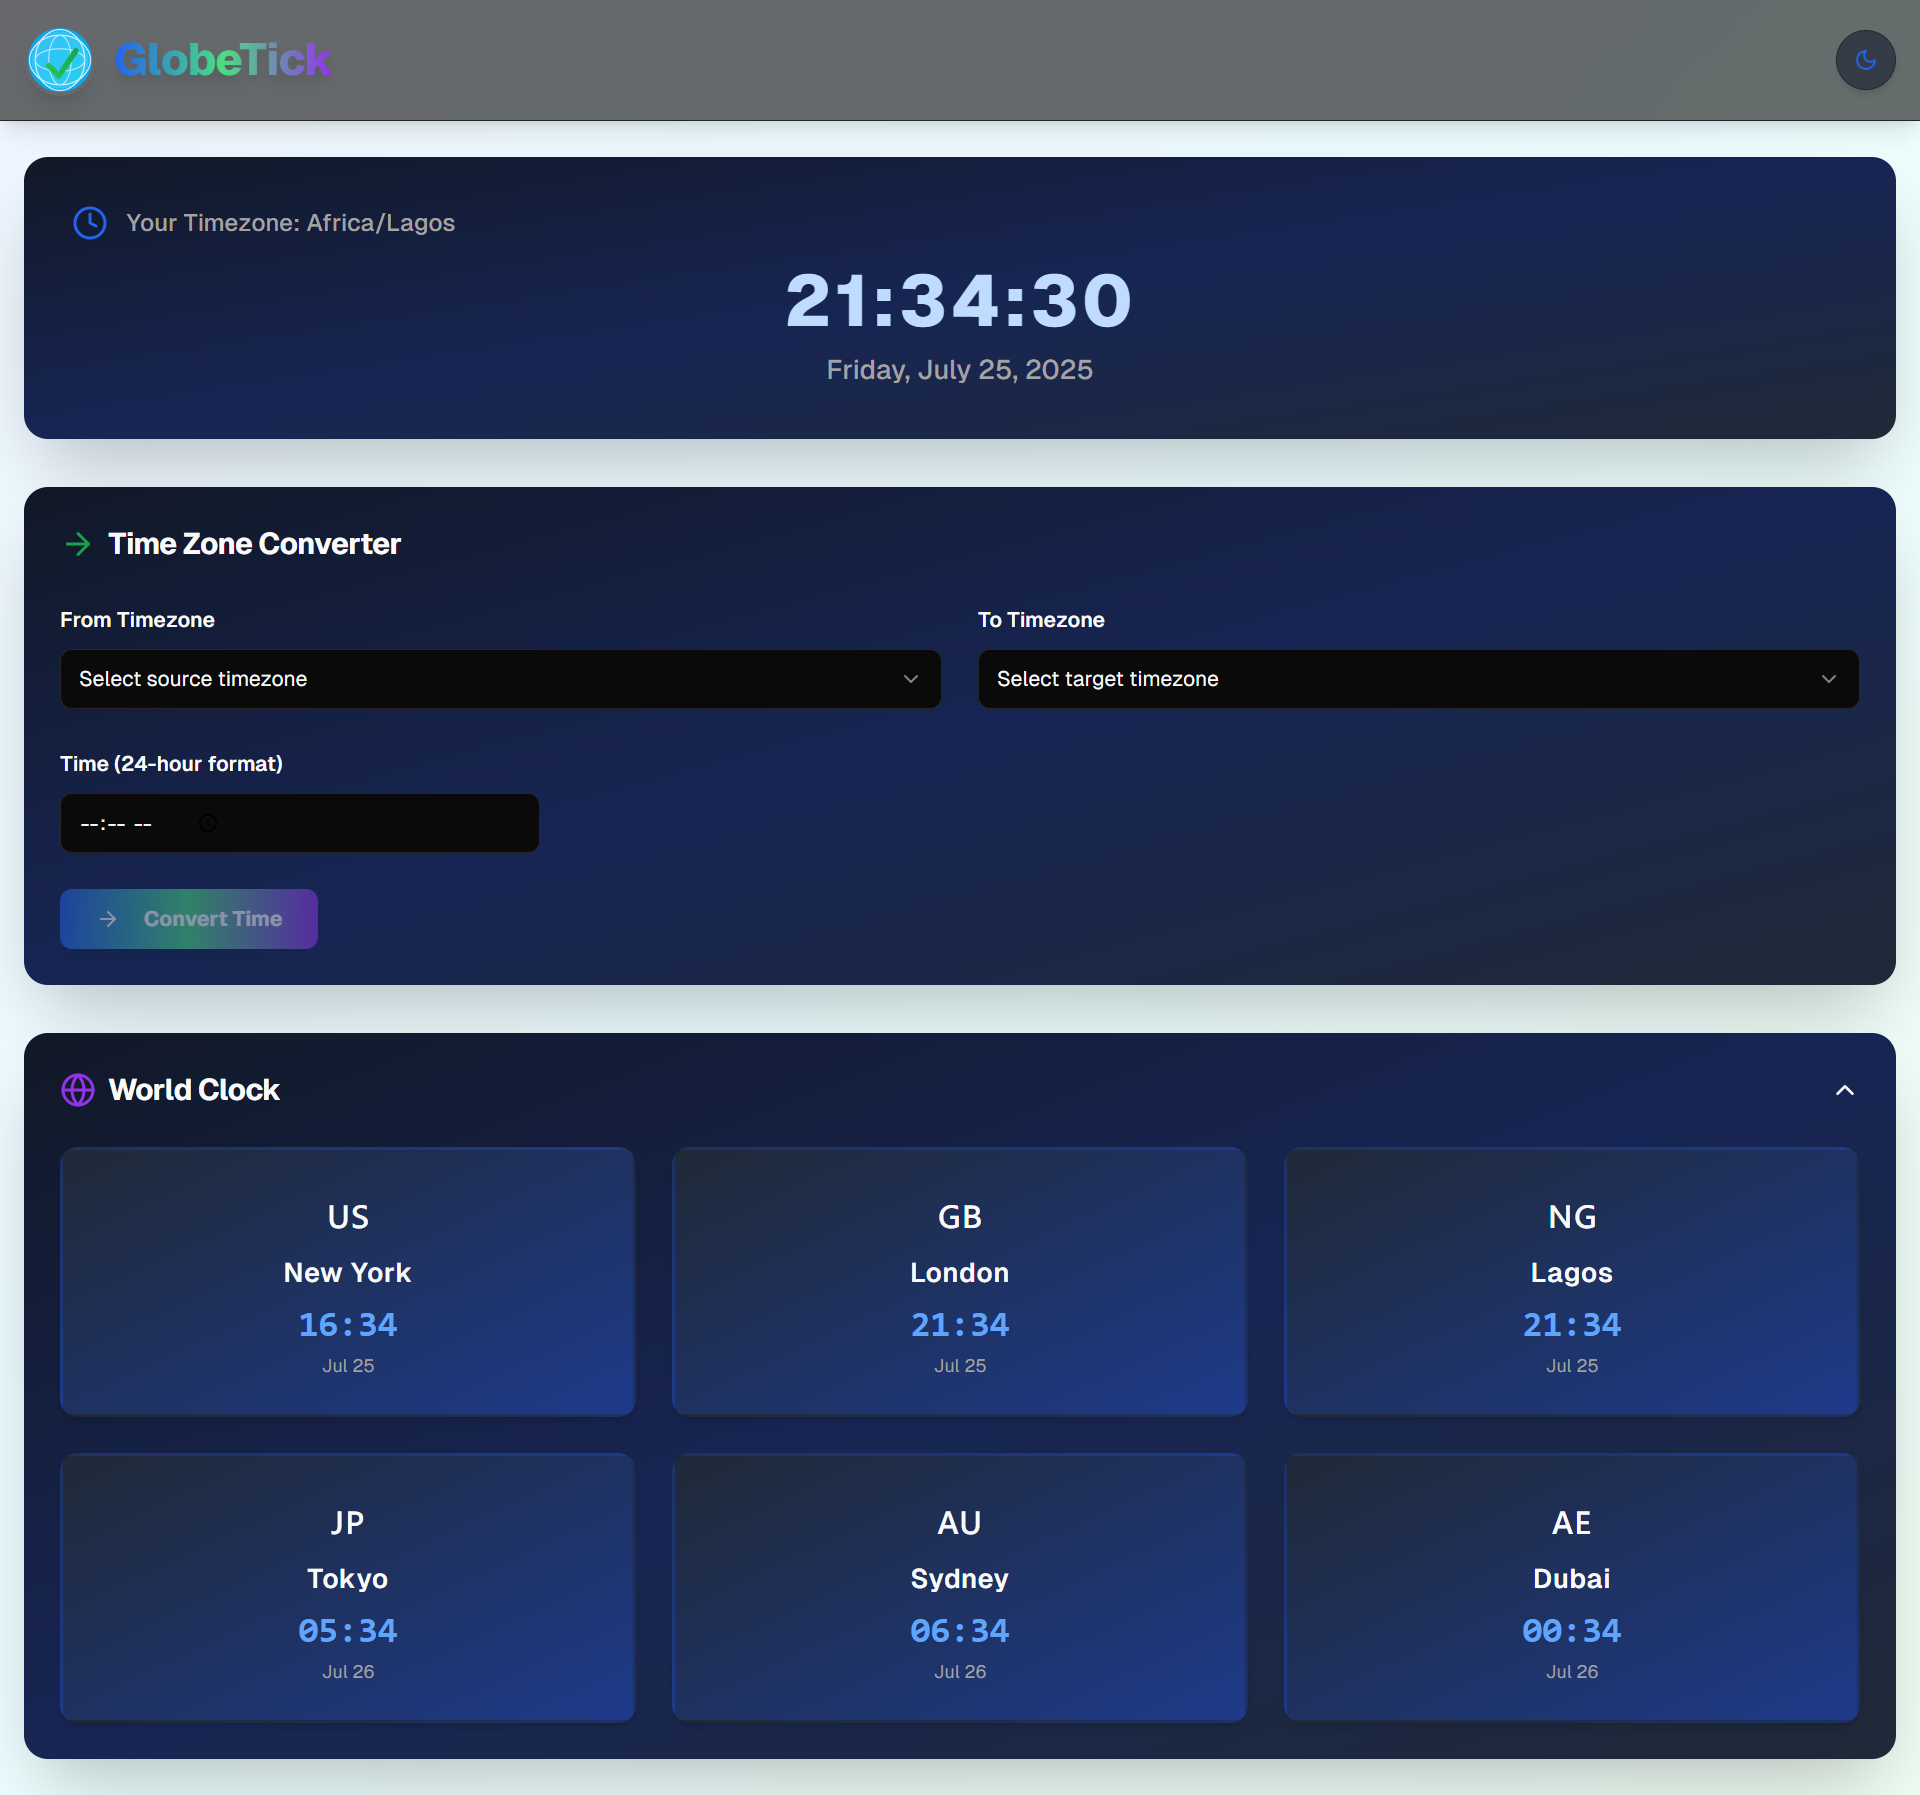 GlobeTick
Your Timezone: Africa/Lagos
21:34:30
Friday, July 25, 2025
Time Zone Converter
From Timezone
To Timezone
Select source timezone
Select target timezone
Time (24-hour format)
--:-- --
Convert Time
World Clock
US
New York
16:34
Jul 25
GB
London
21:34
Jul 25
NG
Lagos
21:34
Jul 25
JP
Tokyo
05:34
Jul 26
AU
Sydney
06:34
Jul 26
AE
Dubai
00:34
Jul 26